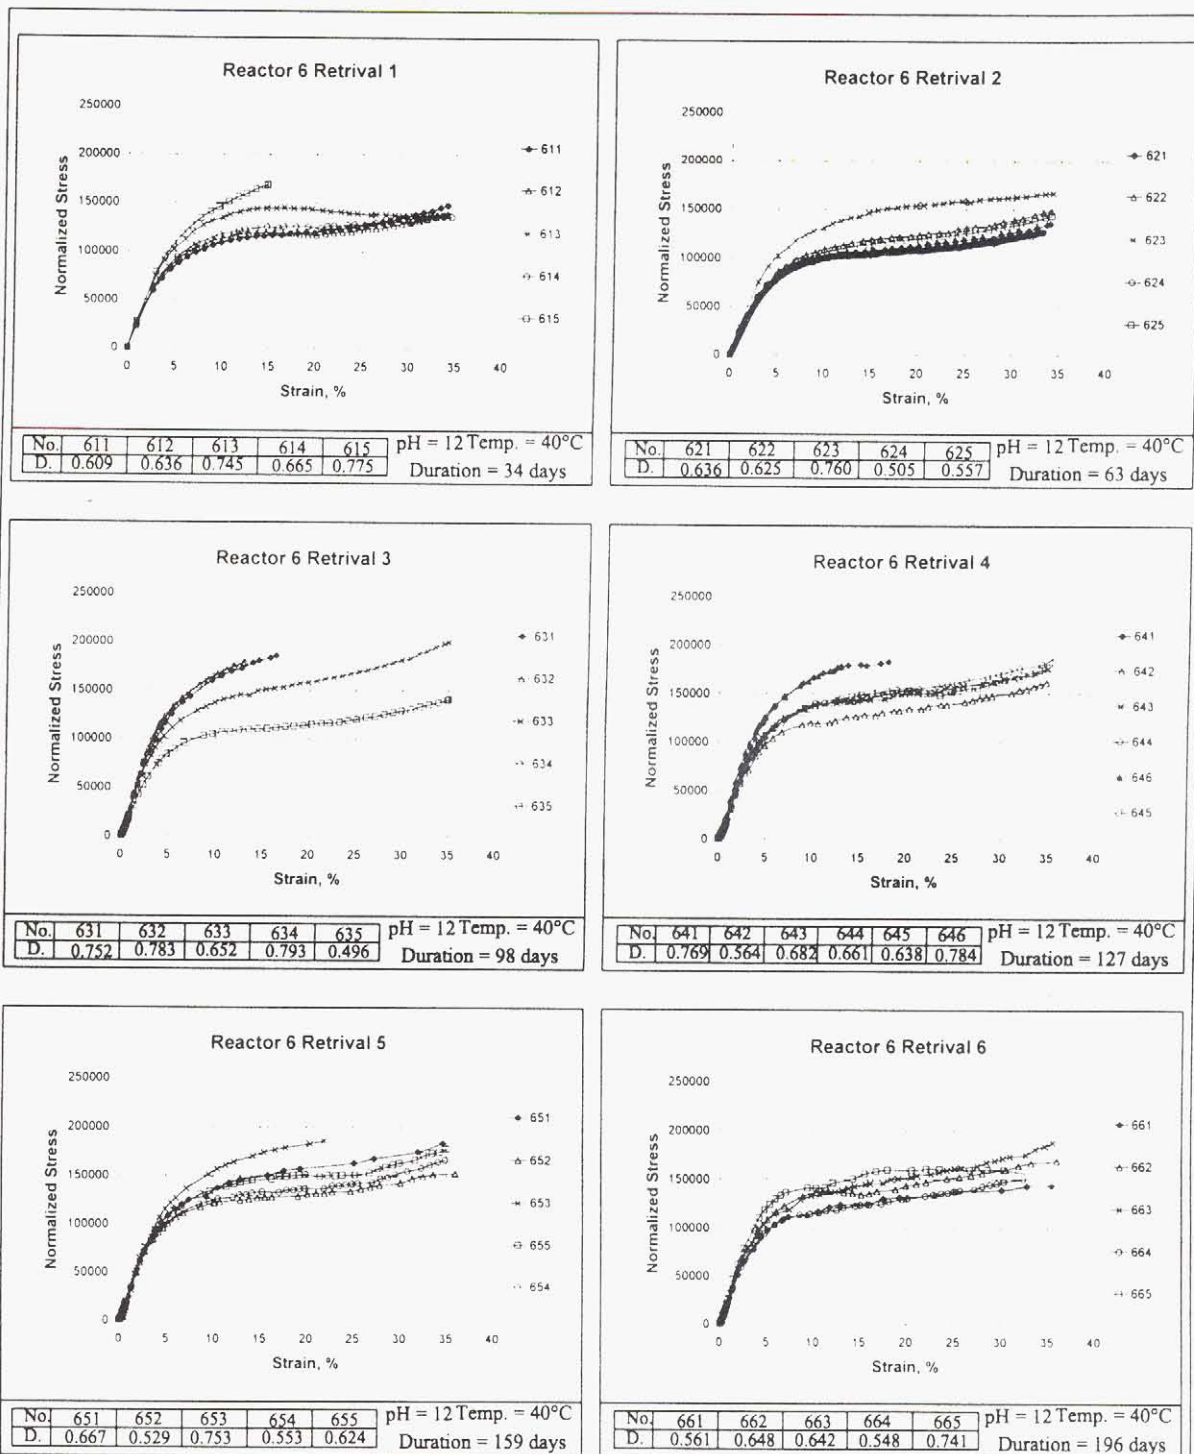 Reactor 6 Retrival 1
250000
200000
150000
100000
50000
0
Normalized Stress
0 5 10 15 20 25 30 35 40
Strain, %
611
612
613
614
615
No. 611 612 613 614 615
D. 0.609 0.636 0.745 0.665 0.775
pH = 12 Temp. = 40°C
Duration = 34 days
Reactor 6 Retrival 2
250000
200000
150000
100000
50000
0
Normalized Stress
0 5 10 15 20 25 30 35 40
Strain, %
621
622
623
624
625
No. 621 622 623 624 625
D. 0.636 0.625 0.760 0.505 0.557
pH = 12 Temp. = 40°C
Duration = 63 days
Reactor 6 Retrival 3
250000
200000
150000
100000
50000
0
Normalized Stress
0 5 10 15 20 25 30 35 40
Strain, %
631
632
633
634
635
No. 631 632 633 634 635
D. 0.752 0.783 0.652 0.793 0.496
pH = 12 Temp. = 40°C
Duration = 98 days
Reactor 6 Retrival 4
250000
200000
150000
100000
50000
0
Normalized Stress
0 5 10 15 20 25 30 35 40
Strain, %
641
642
643
644
646
645
No. 641 642 643 644 645 646
D. 0.769 0.564 0.682 0.661 0.638 0.784
pH = 12 Temp. = 40°C
Duration = 127 days
Reactor 6 Retrival 5
250000
200000
150000
100000
50000
0
Normalized Stress
0 5 10 15 20 25 30 35 40
Strain, %
651
652
653
655
654
No. 651 652 653 654 655
D. 0.667 0.529 0.753 0.553 0.624
pH = 12 Temp. = 40°C
Duration = 159 days
Reactor 6 Retrival 6
250000
200000
150000
100000
50000
0
Normalized Stress
0 5 10 15 20 25 30 35 40
Strain, %
661
662
663
664
665
No. 661 662 663 664 665
D. 0.561 0.648 0.642 0.548 0.741
pH = 12 Temp. = 40°C
Duration = 196 days